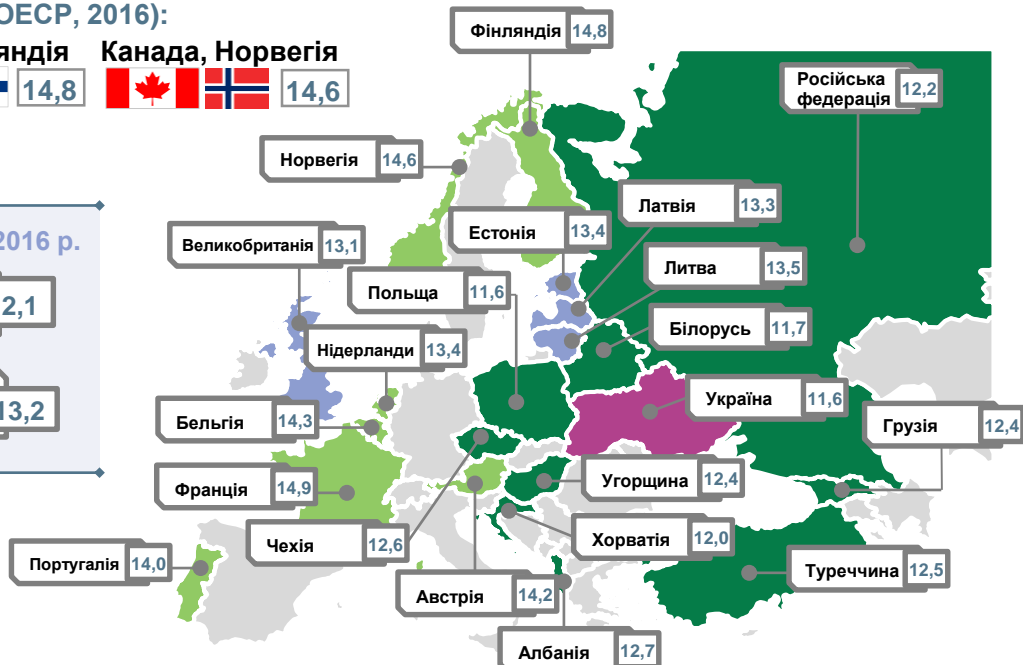 ОЕСР, 2016):
ндія Канада, Норвегія
14,8 14,6
2016 р.
2,1
13,2
Фінляндія 14,8
Російська
федерація 12,2
Норвегія 14,6
Латвія 13,3
Естонія 13,4
Великобританія 13,1
Литва 13,5
Польща 11,6
Білорусь 11,7
Нідерланди 13,4
Україна 11,6
Бельгія 14,3
Грузія 12,4
Угорщина 12,4
Франція 14,9
Чехія 12,6
Хорватія 12,0
Португалія 14,0
Туреччина 12,5
Австрія 14,2
Албанія 12,7